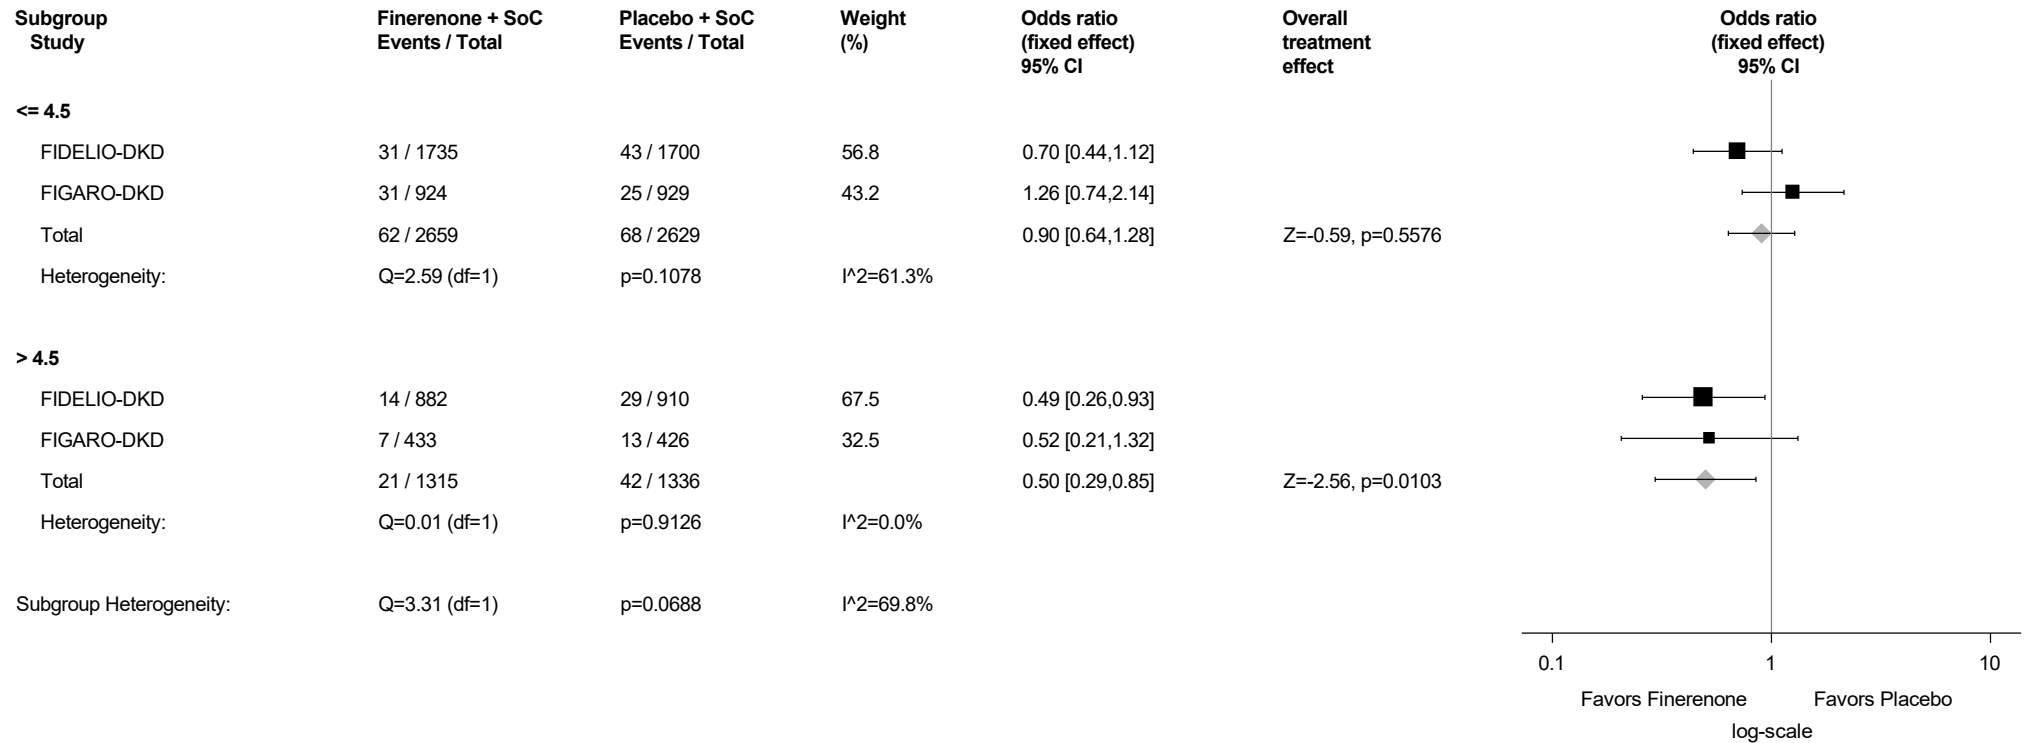 Subgroup Finerenone + SoC Placebo + SoC Weight Odds ratio Overall Odds ratio
Study Events / Total Events / Total (%) (fixed effect) treatment (fixed effect)
95% CI effect 95% CI
<= 4.5
FIDELIO-DKD 31 / 1735 43 / 1700 56.8 0.70 [0.44,1.12]
FIGARO-DKD 31 / 924 25 / 929 43.2 1.26 [0.74,2.14]
Total 62 / 2659 68 / 2629 0.90 [0.64,1.28] Z=-0.59, p=0.5576
Heterogeneity: Q=2.59 (df=1) p=0.1078 I^2=61.3%
> 4.5
FIDELIO-DKD 14 / 882 29 / 910 67.5 0.49 [0.26,0.93]
FIGARO-DKD 7 / 433 13 / 426 32.5 0.52 [0.21,1.32]
Total 21 / 1315 42 / 1336 0.50 [0.29,0.85] Z=-2.56, p=0.0103
Heterogeneity: Q=0.01 (df=1) p=0.9126 I^2=0.0%
Subgroup Heterogeneity: Q=3.31 (df=1) p=0.0688 I^2=69.8%
0.1 1 10
Favors Finerenone Favors Placebo
log-scale